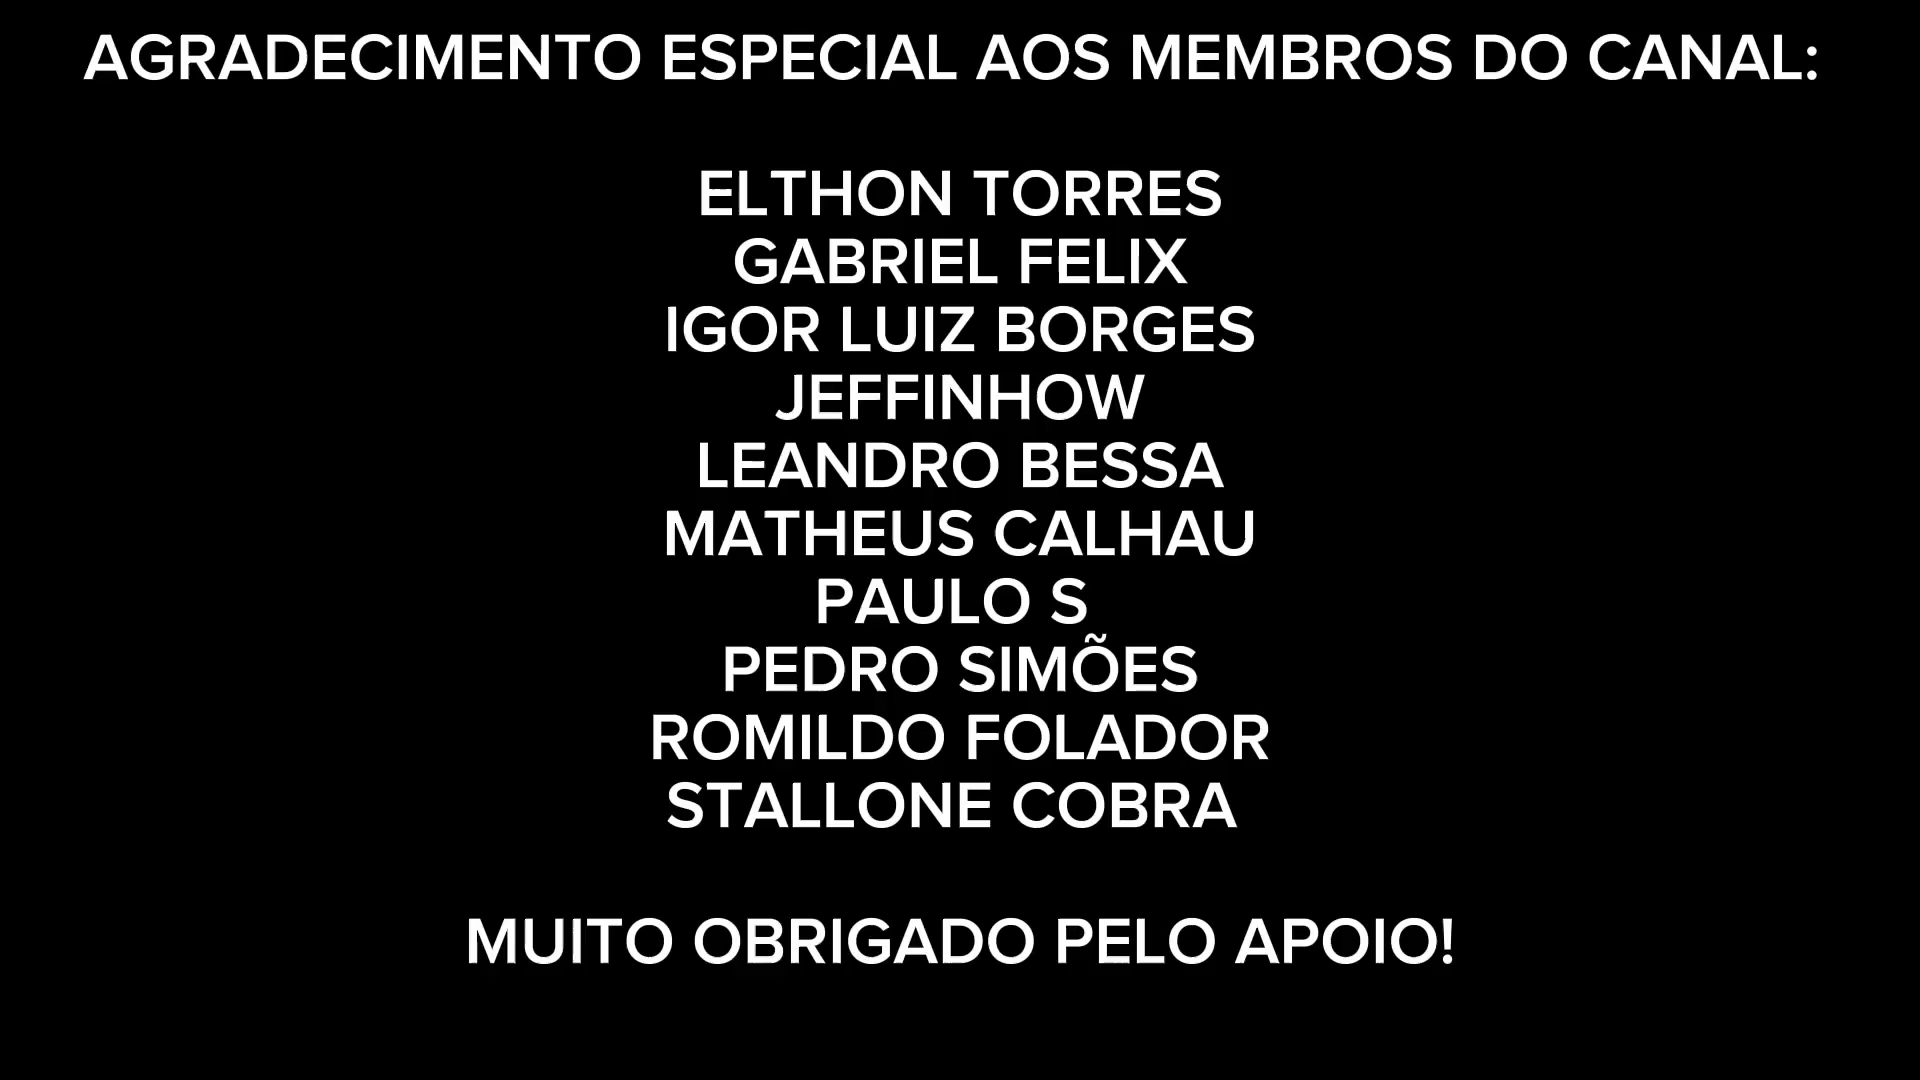 AGRADECIMENTO ESPECIAL AOS MEMBROS DO CANAL:
ELTHON TORRES
GABRIEL FELIX
IGOR LUIZ BORGES
JEFFINHOW
LEANDRO BESSA
MATHEUS CALHAU
PAULO S
PEDRO SIMÕES
ROMILDO FOLADOR
STALLONE COBRA
MUITO OBRIGADO PELO APOIO!